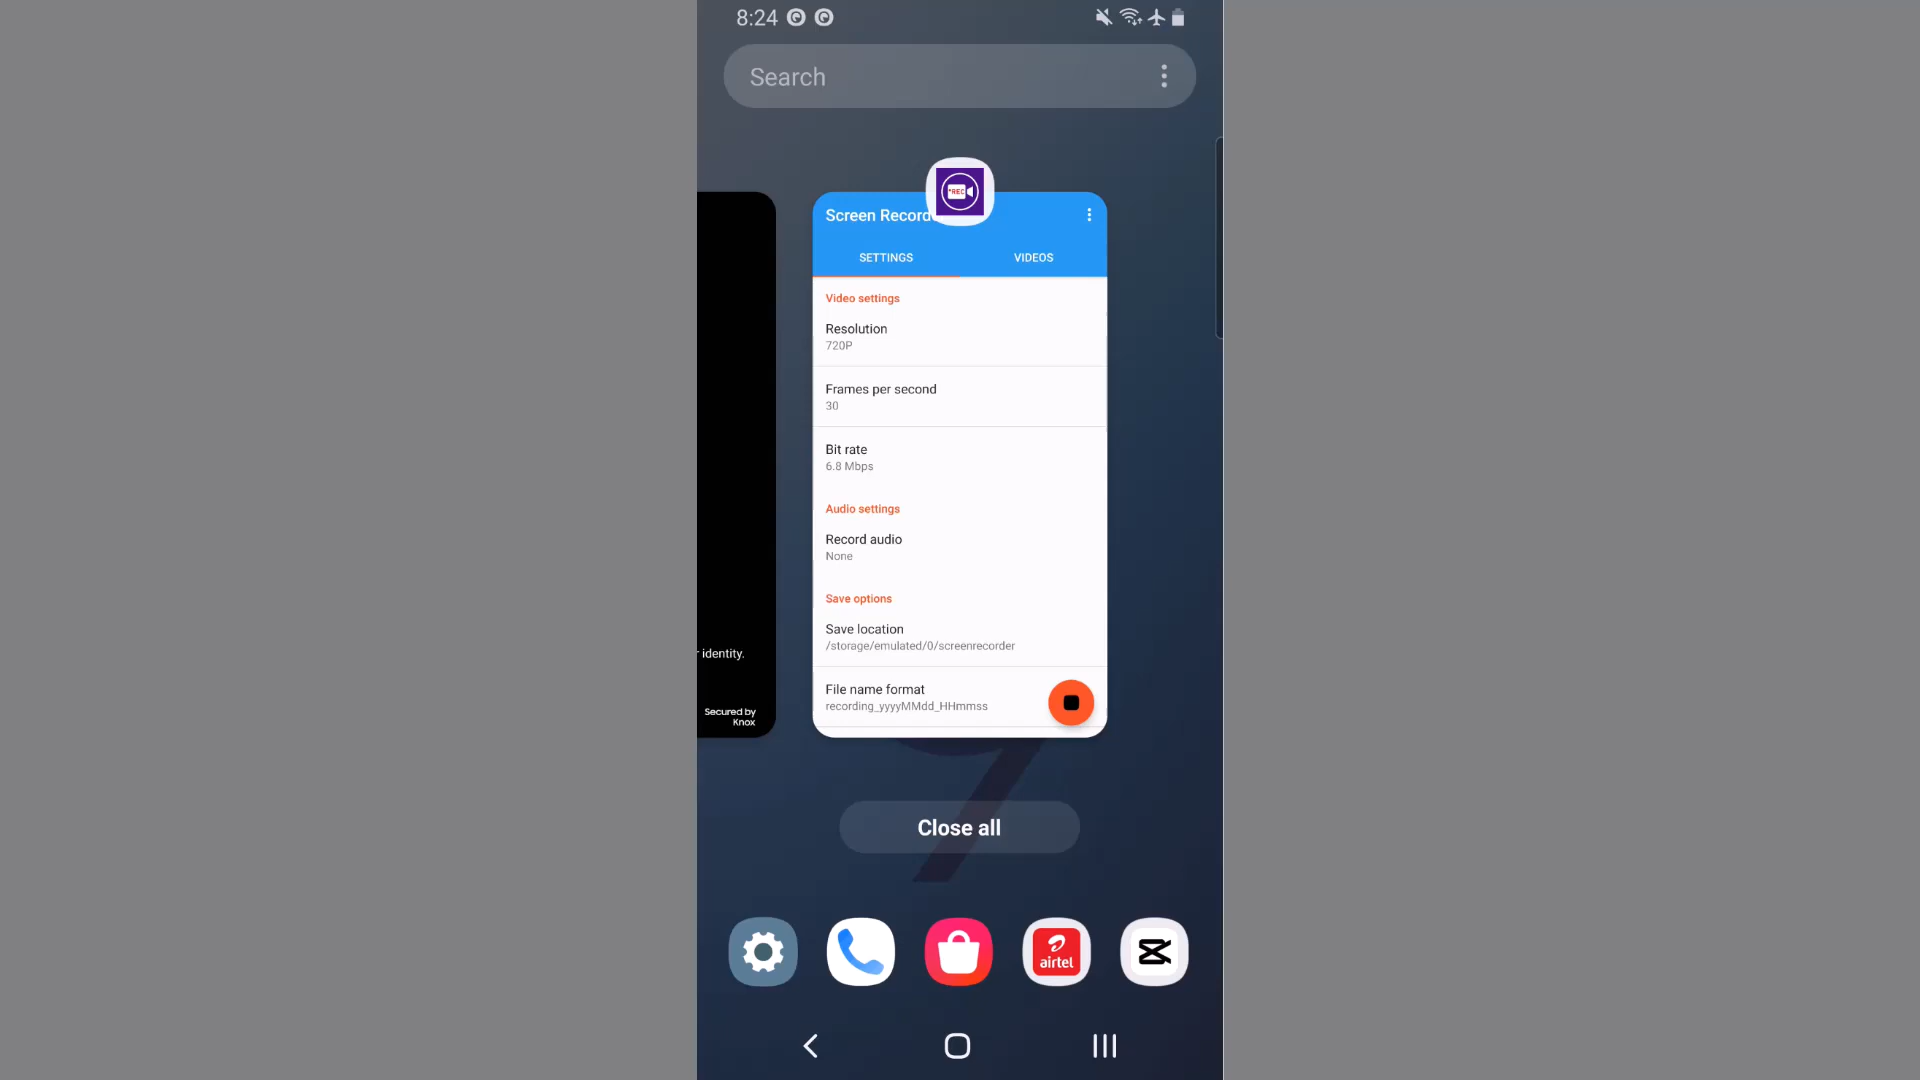 8:24
Search
REC
Screen Record
SETTINGS
VIDEOS
Video settings
Resolution
720P
Frames per second
30
Bit rate
6.8 Mbps
Audio settings
Record audio
None
Save options
Save location
/storage/emulated/0/screenrecorder
File name format
recording_yyyyMMdd_HHmmss
identity.
Secured by
Knox
Close all
airtel